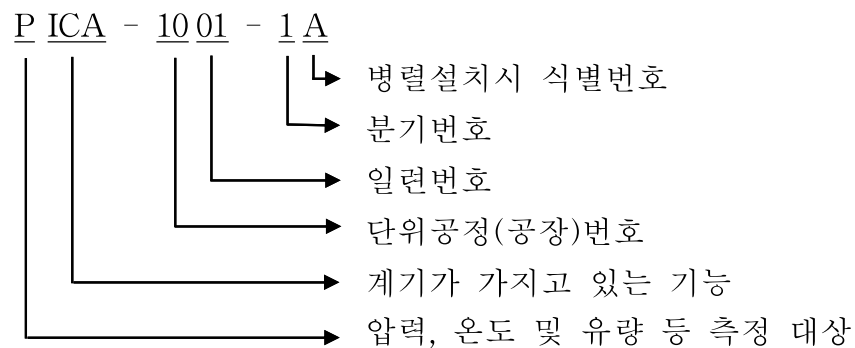 P ICA - 10 01 - 1 A
병렬설치시 식별번호
분기번호
일련번호
단위공정(공장)번호
계기가 가지고 있는 기능
압력, 온도 및 유량 등 측정 대상